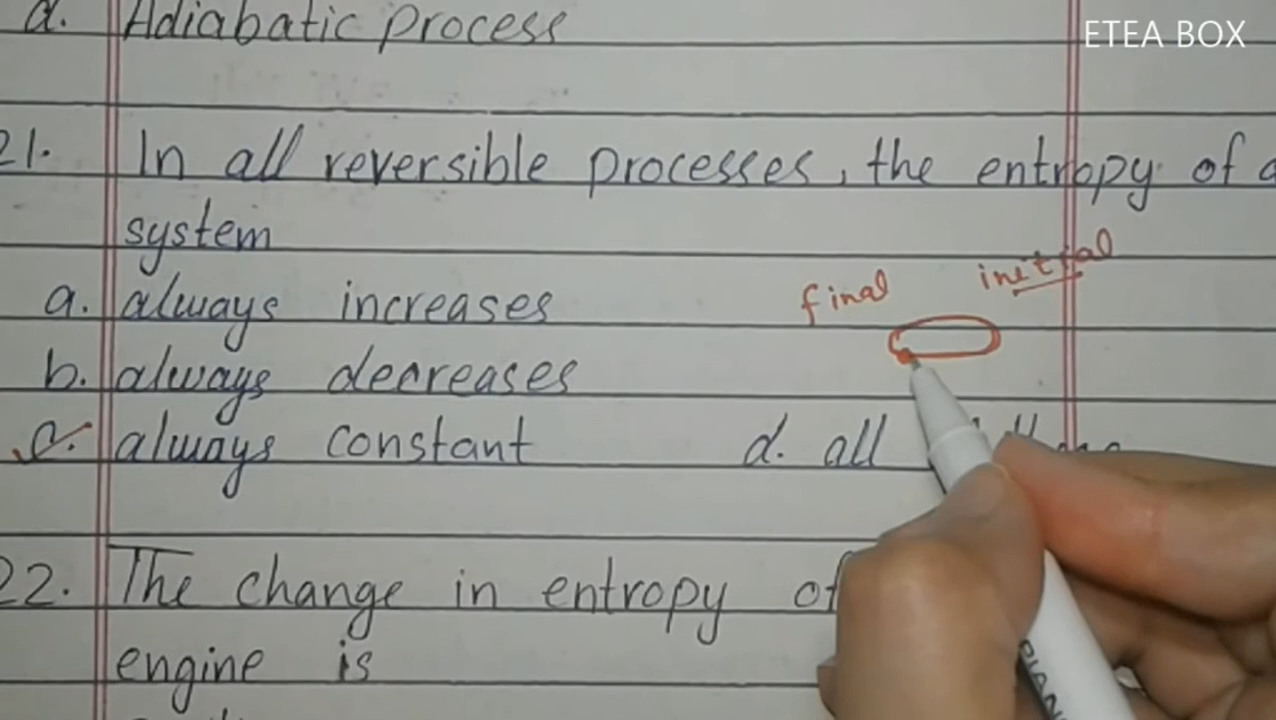 d. Adiabatic process
ETEA BOX
21. In all reversible processes, the entropy of a
system
final initial
a. always increases
b. always decreases
c. always constant d. all
22. The change in entropy of
engine is